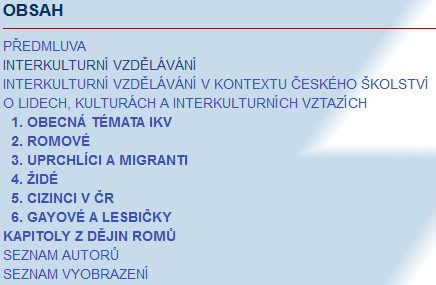 OBSAH
PŘEDMLUVA
INTERKULTURNÍ VZDĚLÁVÁNÍ
INTERKULTURNÍ VZDĚLÁVÁNÍ V KONTEXTU ČESKÉHO ŠKOLSTVÍ
O LIDECH, KULTURÁCH A INTERKULTURNÍCH VZTAZÍCH
1. OBECNÁ TÉMATA IKV
2. ROMOVÉ
3. UPRCHLÍCI A MIGRANTI
4. ŽIDÉ
5. CIZINCI V ČR
6. GAYOVÉ A LESBIČKY
KAPITOLY Z DĚJIN ROMŮ
SEZNAM AUTORŮ
SEZNAM VYOBRAZENÍ